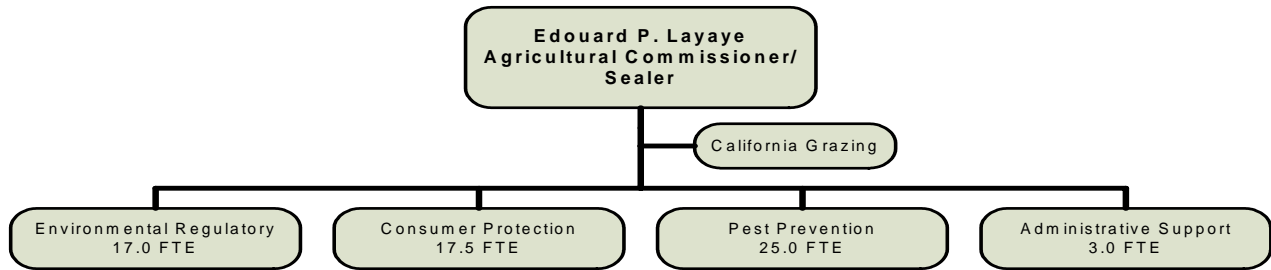 Edouard P. Layaye
Agricultural Commissioner/
Sealer
California Grazing
Environmental Regulatory
17.0 FTE
Consumer Protection
17.5 FTE
Pest Prevention
25.0 FTE
Administrative Support
3.0 FTE